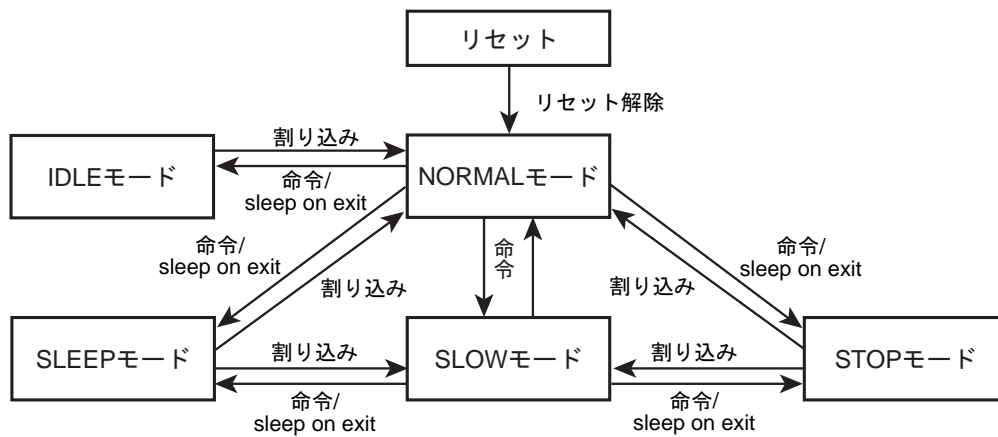 リセット
リセット解除
割り込み
IDLEモード
NORMALモード
命令/
sleep on exit
命令/
sleep on exit
割り込み
命令
命令/
sleep on exit
割り込み
SLEEPモード
割り込み
SLOWモード
割り込み
STOPモード
命令/
sleep on exit
命令/
sleep on exit